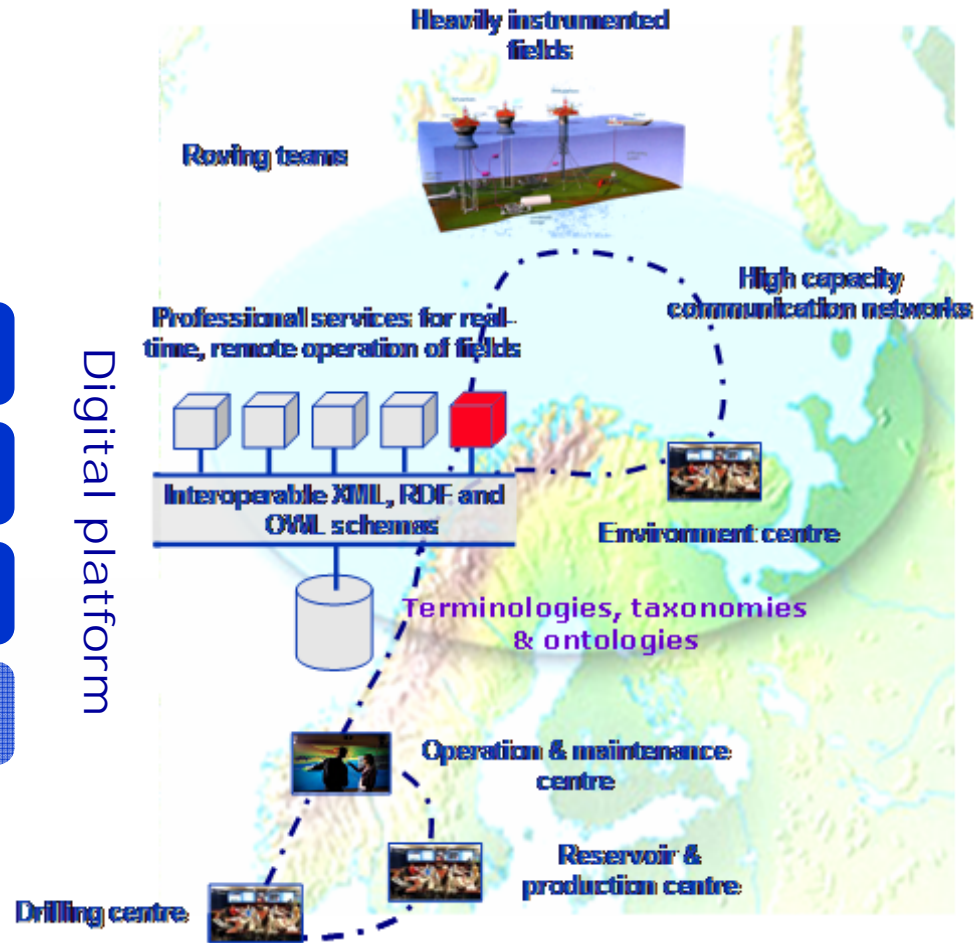 Heavily instrumented
fields
Roving teams
High capacity
communication networks
Professional services for real-
time, remote operation of fields
Digital platform
Interoperable XML, RDF and
OWL schemas
Environment centre
Terminologies, taxonomies
& ontologies
Operation & maintenance
centre
Reservoir &
production centre
Drilling centre